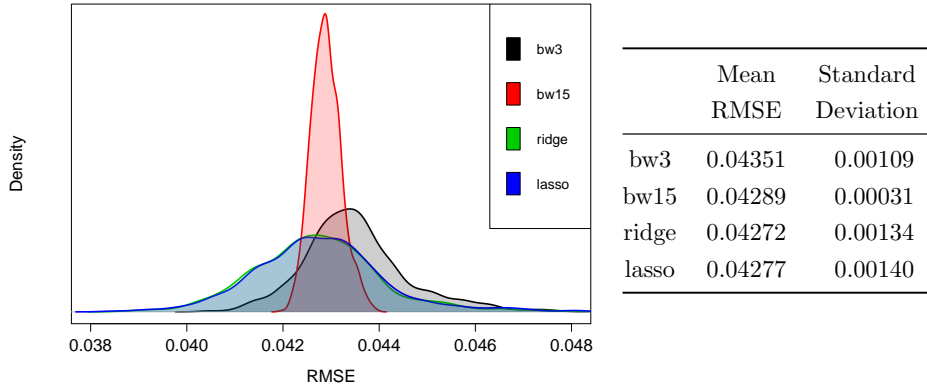 bw3
bw15
ridge
lasso
Density
0.038 0.040 0.042 0.044 0.046 0.048
RMSE
Mean Standard
RMSE Deviation
bw3 0.04351 0.00109
bw15 0.04289 0.00031
ridge 0.04272 0.00134
lasso 0.04277 0.00140